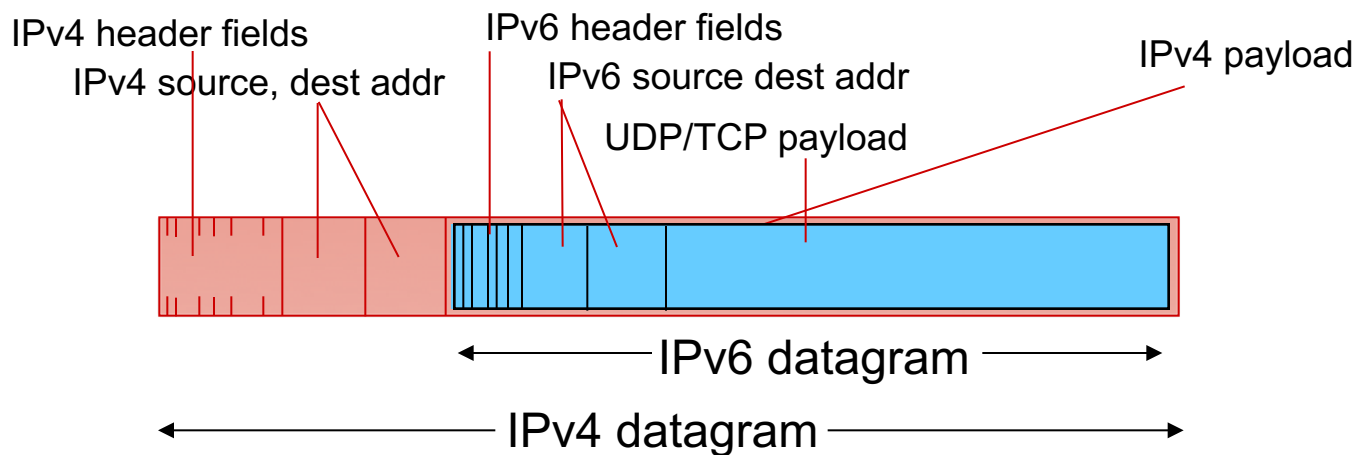 IPv4 header fields
IPv6 header fields
IPv4 payload
IPv4 source, dest addr
IPv6 source dest addr
UDP/TCP payload
IPv6 datagram
IPv4 datagram